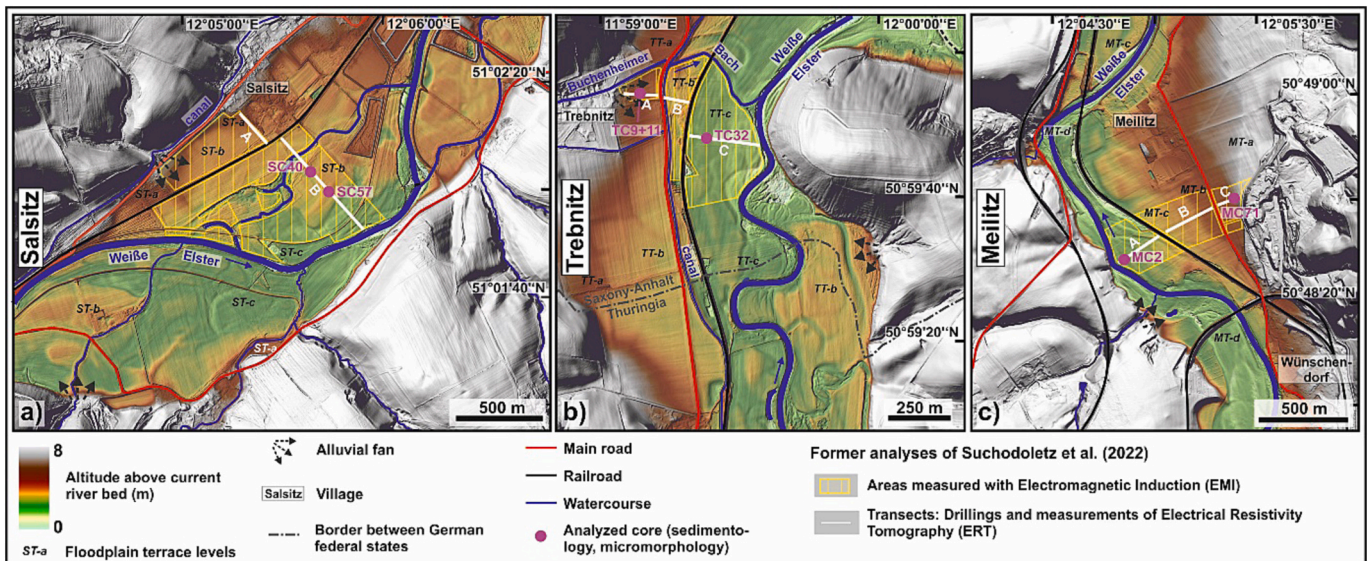 12°05'00"E
12°06'00"E
canal
Salsitz
51°02'20"N
ST-a
A
ST-b
SC40
ST-b
B
SC57
ST-a
Salsitz
Weiße
Elster
ST-c
ST-b
ST-c
51°01'40"N
ST-a
a)
500 m
11°59'00"E
12°00'00"E
TT-a
Buchenheimer
Bach
Weiße
Elster
TT-b
A
B
Trebnitz
TT-c
TC9+11
TC32
C
50°59'40"N
Trebnitz
canal
TT-b
TT-c
TT-b
TT-a
Saxony-Anhalt
Thuringia
50°59'20"N
b)
250 m
12°04'30"E
12°05'30"E
MT-c
Weiße
Elster
50°49'00"N
Meilitz
MT-d
MT-a
MT-b
C
MT-c
B
MC71
A
MC2
Meilitz
50°48'20"N
MT-d
Wünschen-
dorf
c)
500 m
8
Altitude above current
river bed (m)
0
ST-a Floodplain terrace levels
Alluvial fan
Salsitz Village
Border between German
federal states
Main road
Railroad
Watercourse
Analyzed core (sedimento-
logy, micromorphology)
Former analyses of Suchodoletz et al. (2022)
Areas measured with Electromagnetic Induction (EMI)
Transects: Drillings and measurements of Electrical Resistivity
Tomography (ERT)